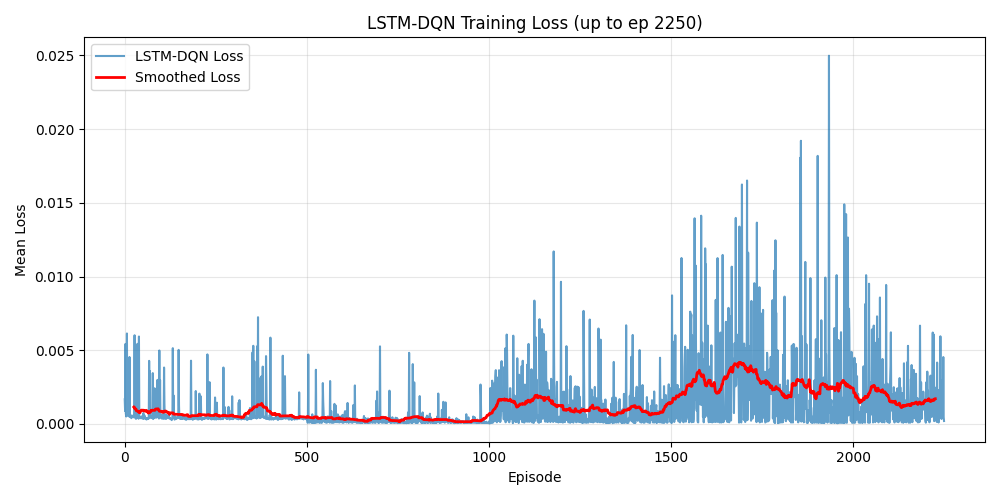 LSTM-DQN Training Loss (up to ep 2250)
LSTM-DQN Loss
Smoothed Loss
Mean Loss
0.025
0.020
0.015
0.010
0.005
0.000
0 500 1000 1500 2000
Episode